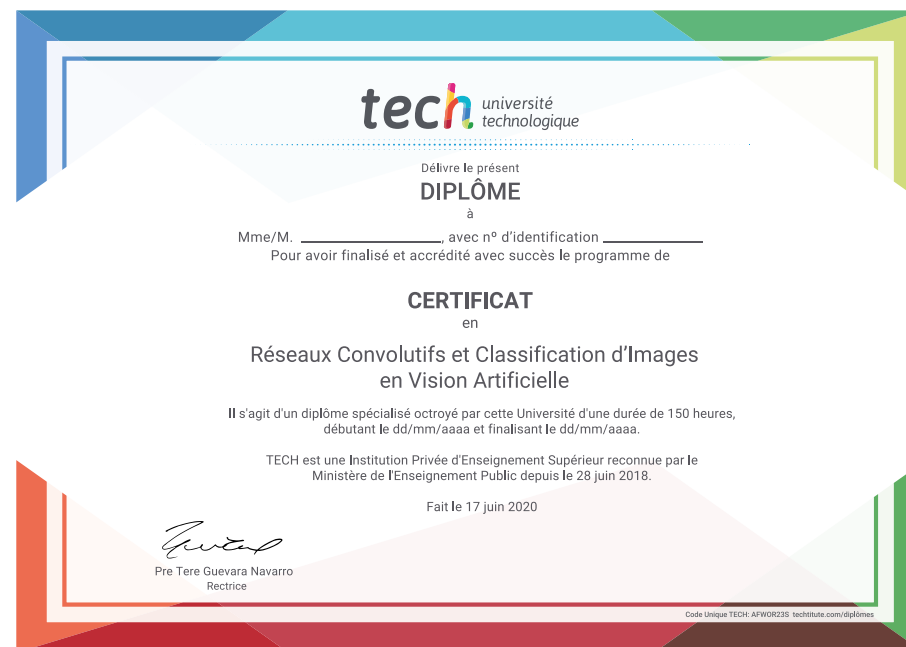 tech université
technologique
Délivre le présent
DIPLÔME
à
Mme/M. ____________________, avec nº d'identification ______________
Pour avoir finalisé et accrédité avec succès le programme de
CERTIFICAT
en
Réseaux Convolutifs et Classification d'Images
en Vision Artificielle
Il s'agit d'un diplôme spécialisé octroyé par cette Université d'une durée de 150 heures,
débutant le dd/mm/aaaa et finalisant le dd/mm/aaaa.
TECH est une Institution Privée d'Enseignement Supérieur reconnue par le
Ministère de l'Enseignement Public depuis le 28 juin 2018.
Fait le 17 juin 2020
Pre Tere Guevara Navarro
Rectrice
Code Unique TECH: AFWOR23S techtitute.com/diplômes